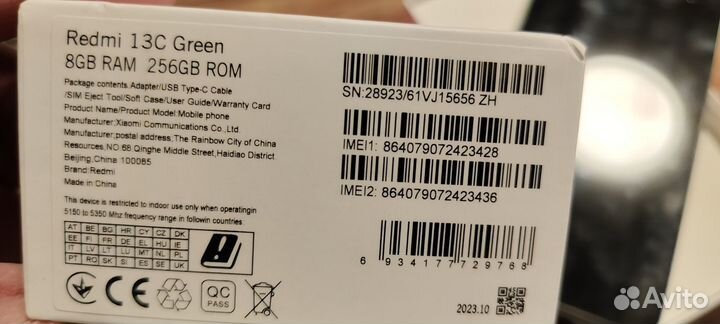 Redmi 13C Green
8GB RAM 256GB ROM
Package contents: Adapter/USB Type-C Cable
/SIM Eject Tool/Soft Case/User Guide/Warranty Card
Product Name/Product Model:Mobile phone
Manufacturer:Xiaomi Communications Co.,Ltd.
Manufacturer,postal address,The Rainbow City of China
Resources,NO.68 Qinghe Middle Street,Haidiao District
Beijing,China 100085
Brand:Redmi
Made in China
This device is restricted to indoor use only when operatingin
5150 to 5350 Mhz frequency range in followin countries
AT BE BG HR CY CZ DK
EE FI FR DE EL HU IE
IT LV LT LU MT NL PL
PT RO SK SI ES SE UK
SN:28923/61VJ15656 ZH
IMEI1: 864079072423428
IMEI2: 864079072423436
6 934177 729768
CE
QC
PASS
2023.10
Avito